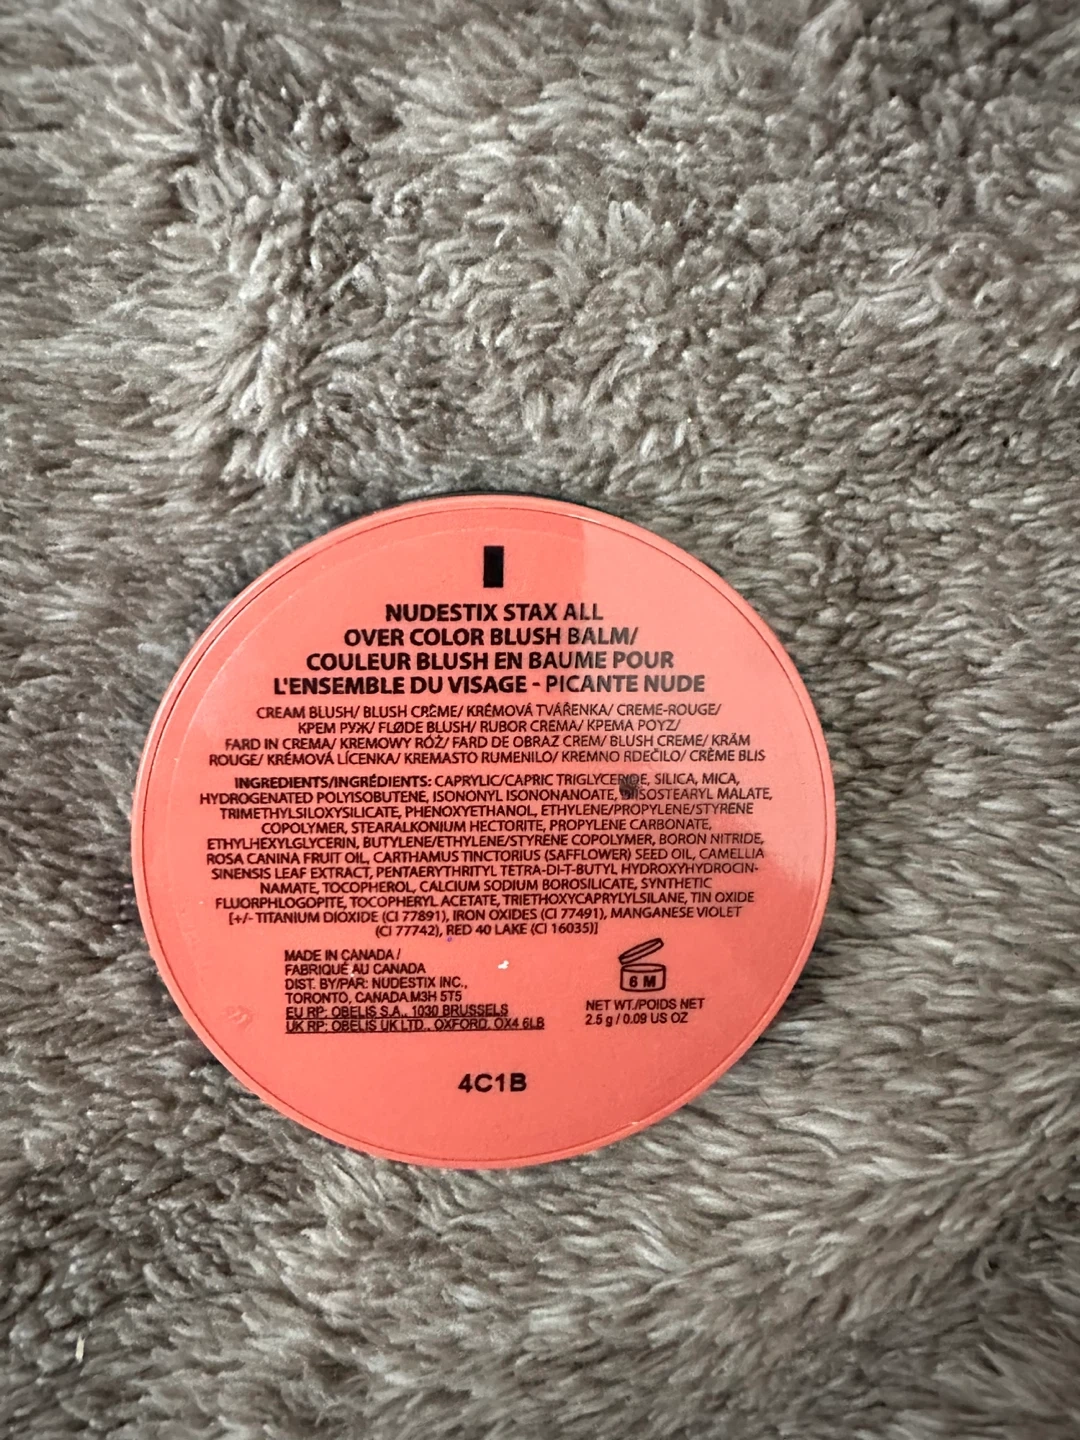 NUDESTIX STAX ALL
OVER COLOR BLUSH BALM/
COULEUR BLUSH EN BAUME POUR
L'ENSEMBLE DU VISAGE - PICANTE NUDE
CREAM BLUSH/ BLUSH CRÈME/ KRÉMOVÁ TVÁŘENKA/ CREME-ROUGE/
КРЕМ РУЖ/ FLØDE BLUSH/ RUBOR CREMA/ ΚΡΕΜΑ ΡΟΥΖ/
FARD IN CREMA/ KREMOWY RÓŻ/ FARD DE OBRAZ CREM/ BLUSH CREME/ KRÄM
ROUGE/ KRÉMOVÁ LÍCENKA/ KREMASTO RUMENILO/ KREMNO RDEČILO/ CRÈME BLIS
INGREDIENTS/INGRÉDIENTS: CAPRYLIC/CAPRIC TRIGLYCERIDE, SILICA, MICA,
HYDROGENATED POLYISOBUTENE, ISONONYL ISONONANOATE, DIISOSTEARYL MALATE,
TRIMETHYLSILOXYSILICATE, PHENOXYETHANOL, ETHYLENE/PROPYLENE/STYRENE
COPOLYMER, STEARALKONIUM HECTORITE, PROPYLENE CARBONATE,
ETHYLHEXYLGLYCERIN, BUTYLENE/ETHYLENE/STYRENE COPOLYMER, BORON NITRIDE,
ROSA CANINA FRUIT OIL, CARTHAMUS TINCTORIUS (SAFFLOWER) SEED OIL, CAMELLIA
SINENSIS LEAF EXTRACT, PENTAERYTHRITYL TETRA-DI-T-BUTYL HYDROXYHYDROCIN-
NAMATE, TOCOPHEROL, CALCIUM SODIUM BOROSILICATE, SYNTHETIC
FLUORPHLOGOPITE, TOCOPHERYL ACETATE, TRIETHOXYCAPRYLYLSILANE, TIN OXIDE
[+/- TITANIUM DIOXIDE (CI 77891), IRON OXIDES (CI 77491), MANGANESE VIOLET
(CI 77742), RED 40 LAKE (CI 16035)]
MADE IN CANADA /
FABRIQUÉ AU CANADA
DIST. BY/PAR: NUDESTIX INC.,
TORONTO, CANADA M3H 5T5
EU RP: OBELIS S.A., 1030 BRUSSELS
UK RP: OBELIS UK LTD., OXFORD, OX4 6LB
6 M
NET WT./POIDS NET
2.5 g / 0.09 US OZ
4C1B